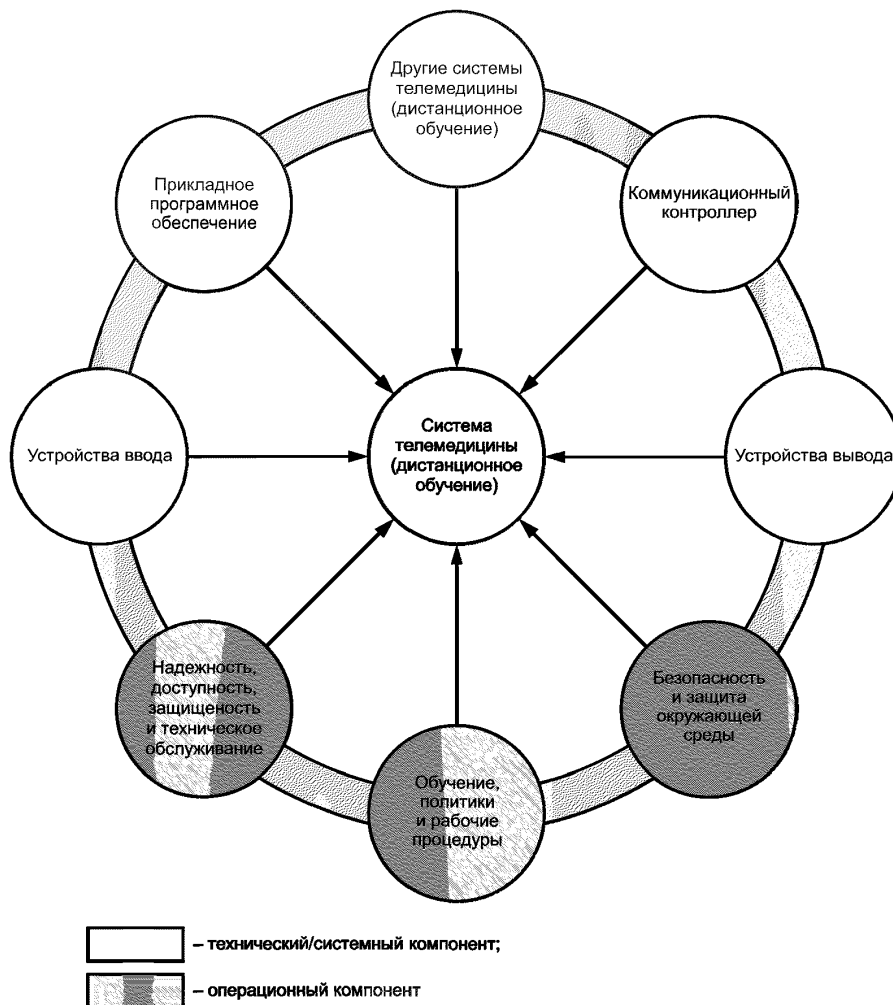 Другие системы
телемедицины
(дистанционное
обучение)
Прикладное
программное
обеспечение
Коммуникационный
контроллер
Устройства ввода
Система
телемедицины
(дистанционное
обучение)
Устройства вывода
Надежность,
доступность,
защищеность
и техническое
обслуживание
Обучение,
политики
и рабочие
процедуры
Безопасность
и защита
окружающей
среды
– технический/системный компонент;
– операционный компонент